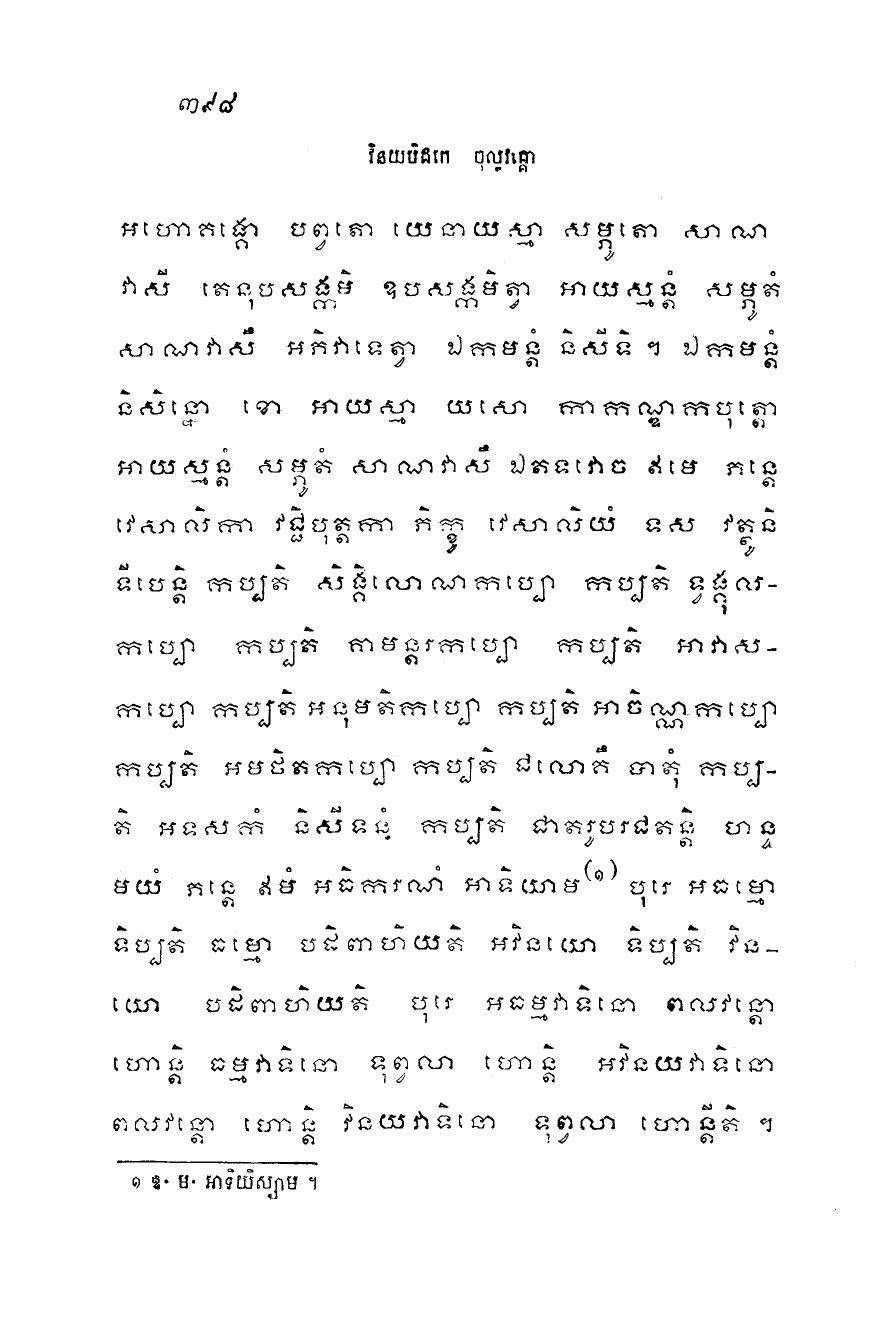 ៣៩៨
វិនយបិដកេ ចុល្លវគ្គោ
អហោគង្គោ បព្វតោ យេនាយស្មា សម្ភូតោ សាណ
វាសី តេនុបសង្កមិ ឧបសង្កមិត្វា អាយស្មន្តំ សម្ភូតំ
សាណវាសឹ អភិវាទេត្វា ឯកមន្តំ និសីទិ ។ ឯកមន្តំ
និសិន្នោ ខោ អាយស្មា យសោ កាកណ្ឌកបុត្តោ
អាយស្មន្តំ សម្ភូតំ សាណវាសឹ ឯតទវោច ឥមេ ភន្តេ
វេសាលិកា វជ្ជិបុត្តកា ភិក្ខូ វេសាលិយំ ទស វត្ថូនិ
ទីបេន្តិ កប្បតិ សិង្គិលោណកប្បោ កប្បតិ ទ្វង្គុល-
កប្បោ កប្បតិ គាមន្តរកប្បោ កប្បតិ អាវាស-
កប្បោ កប្បតិ អនុមតិកប្បោ កប្បតិ អាចិណ្ណកប្បោ
កប្បតិ អមថិតកប្បោ កប្បតិ ជលោគឹ បាតុំ កប្ប-
តិ អទសកំ និសីទនំ កប្បតិ ជាតរូបរជតន្តិ ហន្ទ
មយំ ភន្តេ ឥមំ អធិការណំ អាទិយាម(១) បុរេ អធម្មោ
ទិប្បតិ ធម្មោ បដិពាហិយតិ អវិនយោ ទិប្បតិ វិន-
យោ បដិពាហិយតិ បុរេ អធម្មវាទិនោ ពលវន្តោ
ហោន្តិ ធម្មវាទិនោ ទុព្វលា ហោន្តិ អវិនយវាទិនោ
ពលវន្តោ ហោន្តិ វិនយវាទិនោ ទុព្វលា ហោន្តីតិ ។
១ ឱ. ម. អាទិយិស្សាម ។